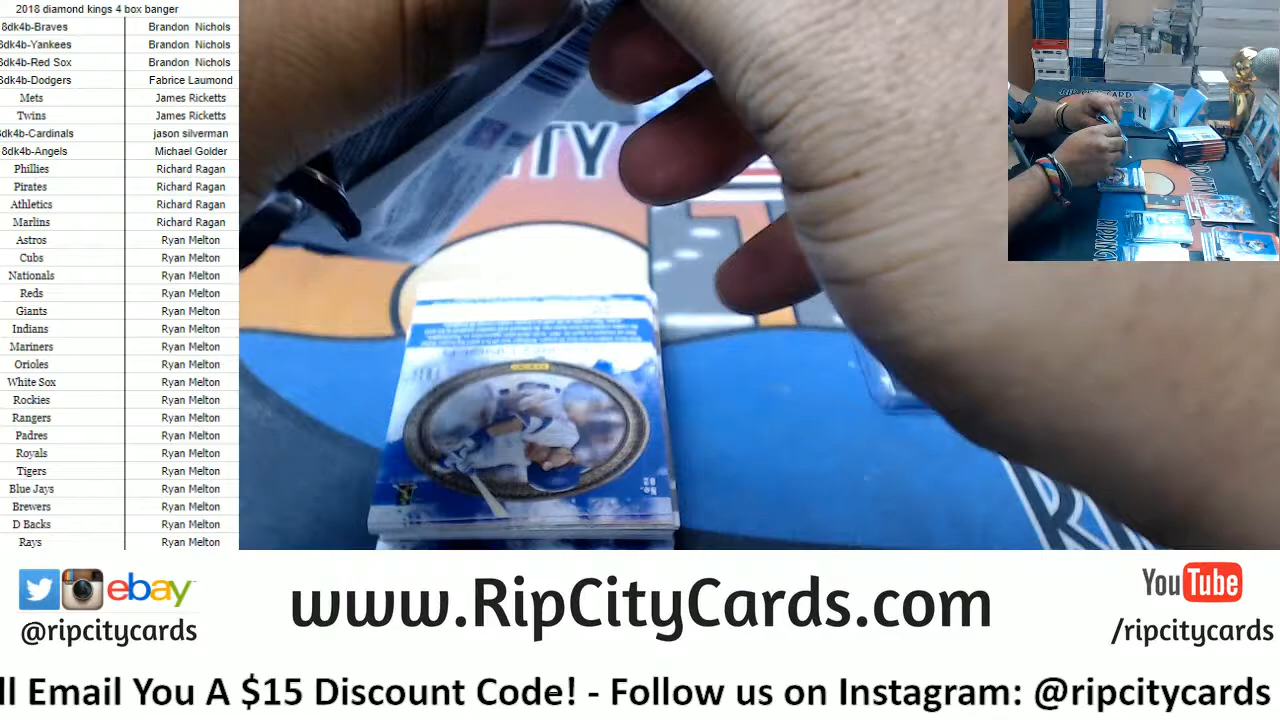 2018 diamond kings 4 box banger
8dk4b-Braves Brandon Nichols
8dk4b-Yankees Brandon Nichols
8dk4b-Red Sox Brandon Nichols
8dk4b-Dodgers Fabrice Laumond
Mets James Ricketts
Twins James Ricketts
8dk4b-Cardinals jason silverman
8dk4b-Angels Michael Golder
Phillies Richard Ragan
Pirates Richard Ragan
Athletics Richard Ragan
Marlins Richard Ragan
Astros Ryan Melton
Cubs Ryan Melton
Nationals Ryan Melton
Reds Ryan Melton
Giants Ryan Melton
Indians Ryan Melton
Mariners Ryan Melton
Orioles Ryan Melton
White Sox Ryan Melton
Rockies Ryan Melton
Rangers Ryan Melton
Padres Ryan Melton
Royals Ryan Melton
Tigers Ryan Melton
Blue Jays Ryan Melton
Brewers Ryan Melton
D Backs Ryan Melton
Rays Ryan Melton
ebay
@ripcitycards
www.RipCityCards.com
YouTube
/ripcitycards
ll Email You A $15 Discount Code! - Follow us on Instagram: @ripcitycards